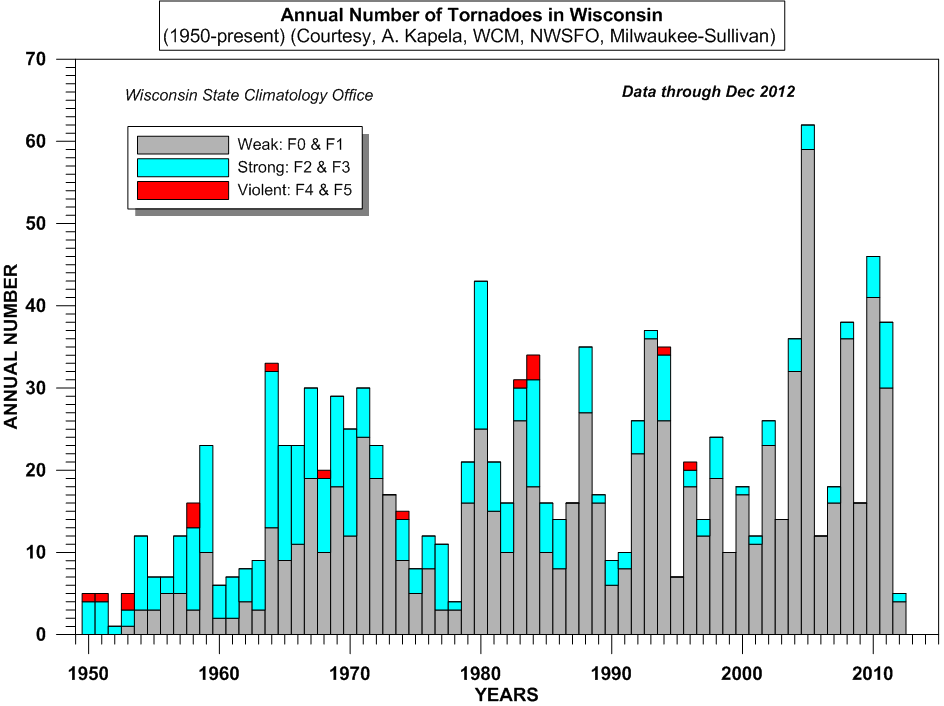 Annual Number of Tornadoes in Wisconsin
(1950-present) (Courtesy, A. Kapela, WCM, NWSFO, Milwaukee-Sullivan)
70
Wisconsin State Climatology Office
Data through Dec 2012
Weak: F0 & F1
Strong: F2 & F3
Violent: F4 & F5
60
50
40
30
20
10
0
ANNUAL NUMBER
1950 1960 1970 1980 1990 2000 2010
YEARS